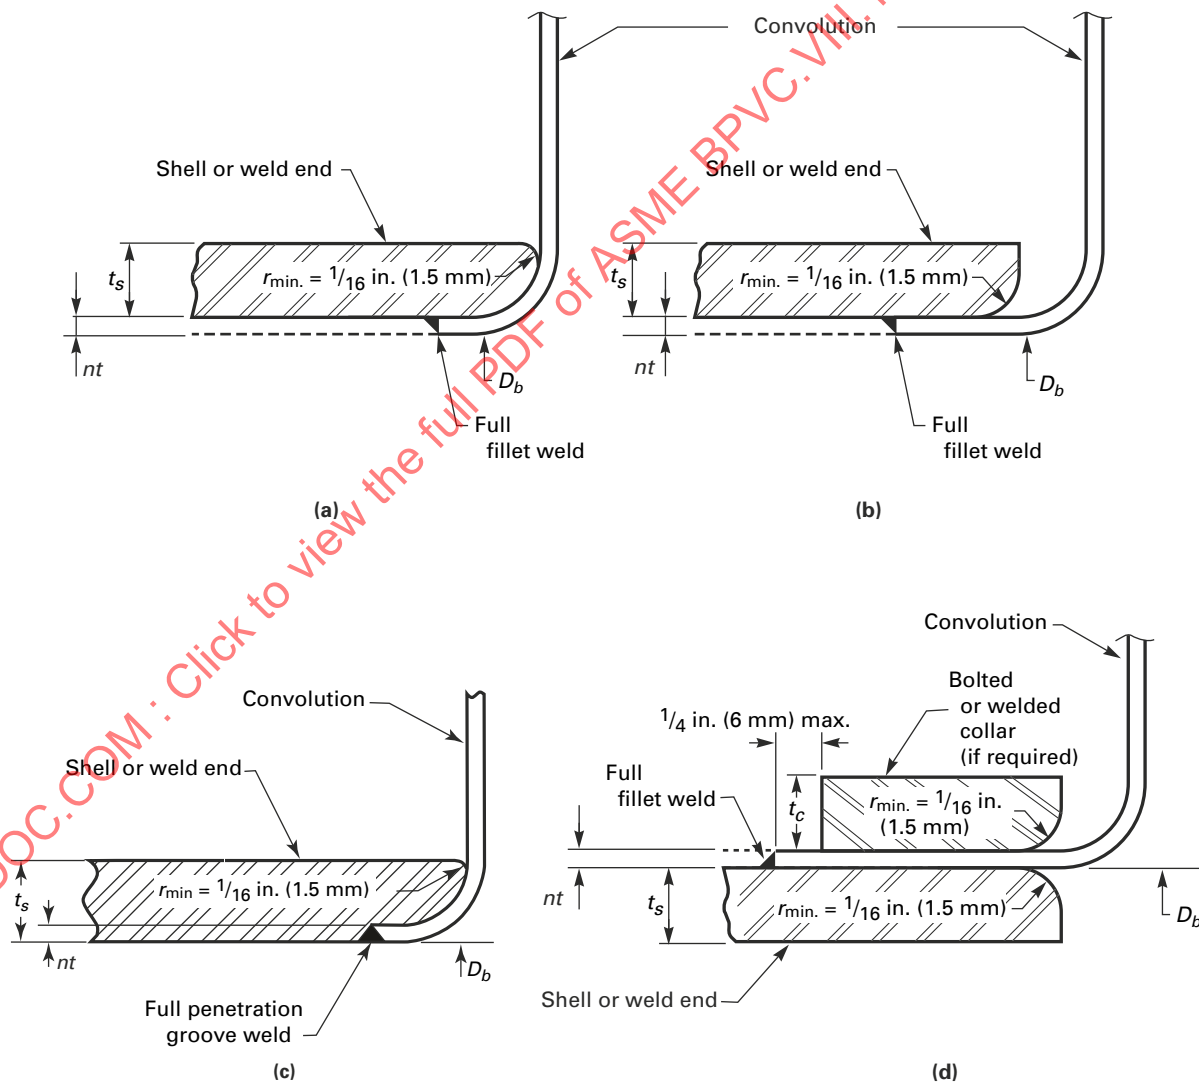 Convolution
Shell or weld end
Shell or weld end
t_s
r_min. = 1/16 in. (1.5 mm)
t_s
r_min. = 1/16 in. (1.5 mm)
nt
D_b
nt
D_b
Full
fillet weld
Full
fillet weld
(a)
(b)
Convolution
Shell or weld end
t_s
r_min = 1/16 in. (1.5 mm)
nt
D_b
Full penetration
groove weld
(c)
Convolution
Bolted
or welded
collar
(if required)
1/4 in. (6 mm) max.
Full
fillet weld
t_c
r_min. = 1/16 in.
(1.5 mm)
nt
t_s
r_min. = 1/16 in. (1.5 mm)
D_b
Shell or weld end
(d)
OC.COM : Click to view the full PDF of ASME BPVC.VIII.